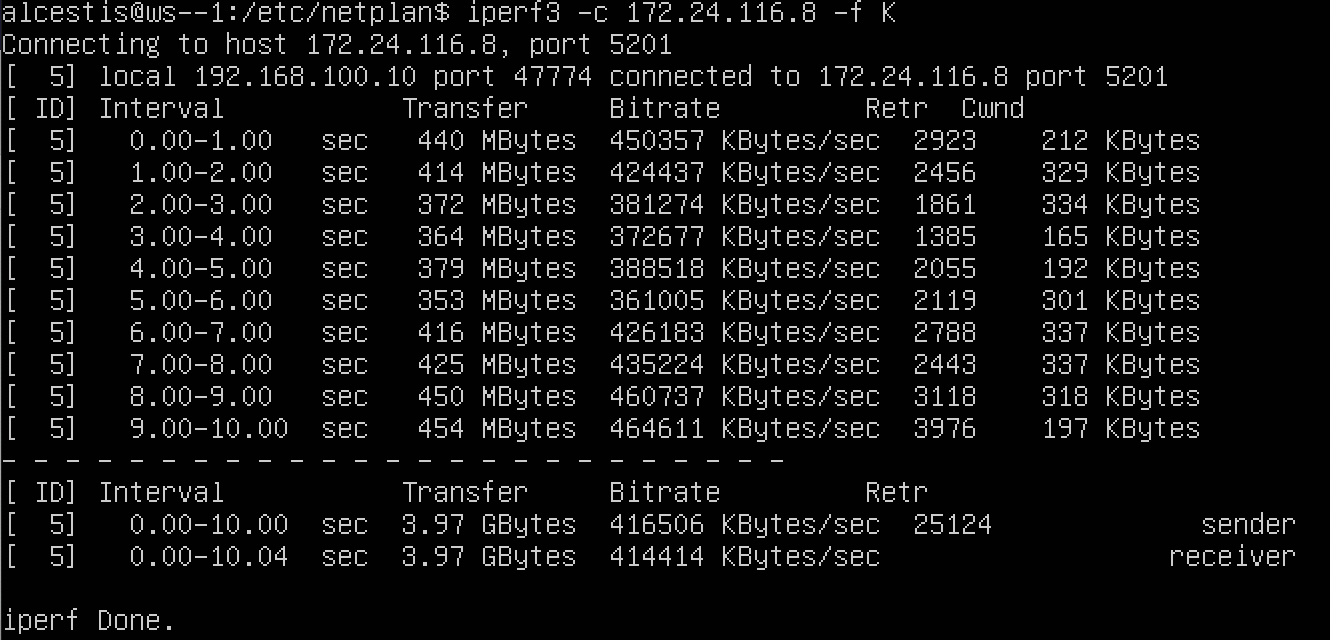 alcestis@ws--1:/etc/netplan$ iperf3 -c 172.24.116.8 -f K
Connecting to host 172.24.116.8, port 5201
[  5] local 192.168.100.10 port 47774 connected to 172.24.116.8 port 5201
[ ID] Interval           Transfer     Bitrate         Retr  Cwnd
[  5]   0.00-1.00   sec   440 MBytes  450357 KBytes/sec  2923    212 KBytes
[  5]   1.00-2.00   sec   414 MBytes  424437 KBytes/sec  2456    329 KBytes
[  5]   2.00-3.00   sec   372 MBytes  381274 KBytes/sec  1861    334 KBytes
[  5]   3.00-4.00   sec   364 MBytes  372677 KBytes/sec  1385    165 KBytes
[  5]   4.00-5.00   sec   379 MBytes  388518 KBytes/sec  2055    192 KBytes
[  5]   5.00-6.00   sec   353 MBytes  361005 KBytes/sec  2119    301 KBytes
[  5]   6.00-7.00   sec   416 MBytes  426183 KBytes/sec  2788    337 KBytes
[  5]   7.00-8.00   sec   425 MBytes  435224 KBytes/sec  2443    337 KBytes
[  5]   8.00-9.00   sec   450 MBytes  460737 KBytes/sec  3118    318 KBytes
[  5]   9.00-10.00  sec   454 MBytes  464611 KBytes/sec  3976    197 KBytes
- - - - - - - - - - - - - - - - - - - - - - - - -
[ ID] Interval           Transfer     Bitrate         Retr
[  5]   0.00-10.00  sec  3.97 GBytes  416506 KBytes/sec  25124             sender
[  5]   0.00-10.04  sec  3.97 GBytes  414414 KBytes/sec                  receiver

iperf Done.